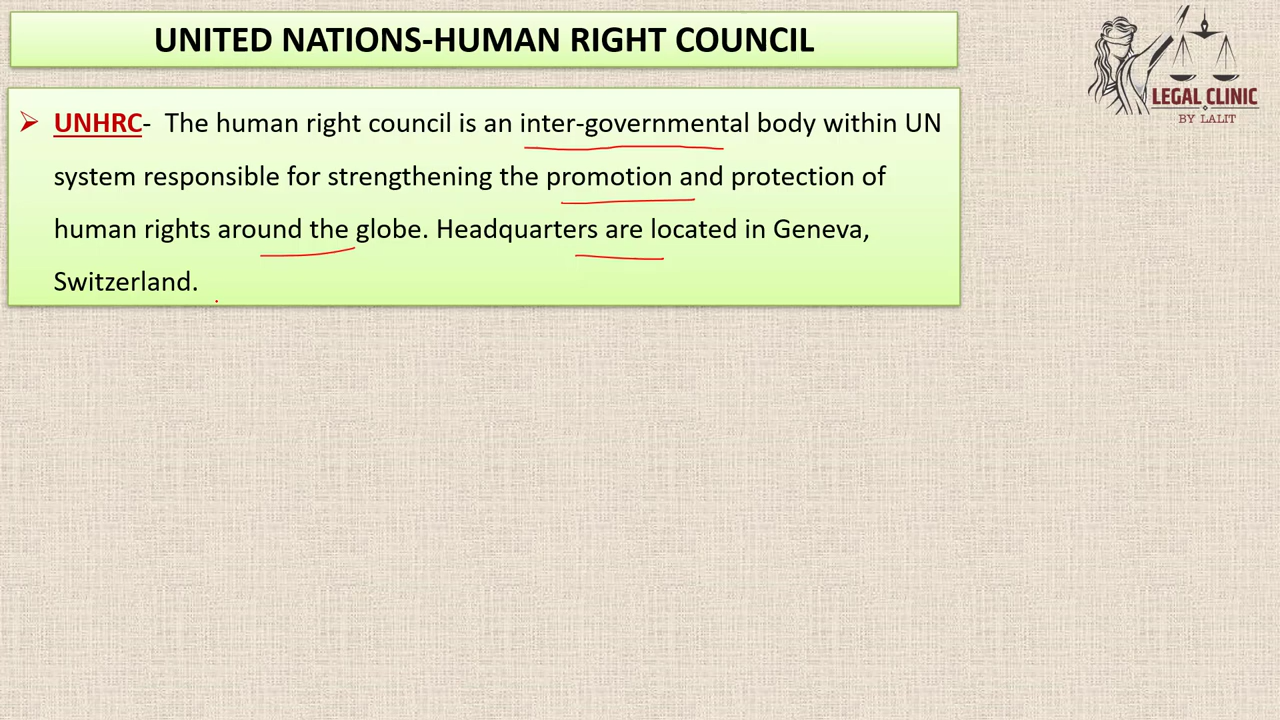 UNITED NATIONS-HUMAN RIGHT COUNCIL
LEGAL CLINIC
BY LALIT
UNHRC- The human right council is an inter-governmental body within UN
system responsible for strengthening the promotion and protection of
human rights around the globe. Headquarters are located in Geneva,
Switzerland.